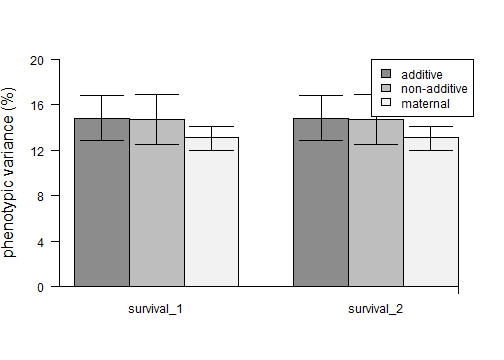 phenotypic variance (%)
20
16
12
8
4
0
additive
non-additive
maternal
survival_1
survival_2